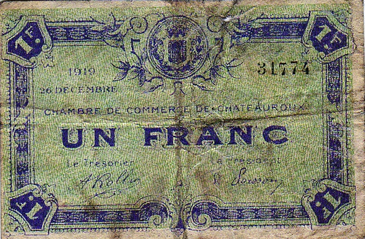 1F. 1F.
1919 31774
26 DECEMBRE
CHAMBRE DE COMMERCE DE CHATEAUROUX
UN FRANC
Le Trésorier Le Président
1F. 1F.